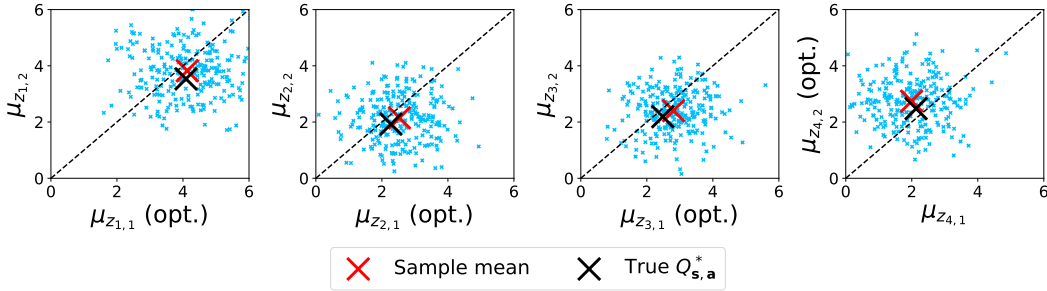 6
4
2
0
0 2 4 6
μ_{z_{1,2}}
μ_{z_{1,1}} (opt.)
6
4
2
0
0 2 4 6
μ_{z_{2,2}}
μ_{z_{2,1}} (opt.)
6
4
2
0
0 2 4 6
μ_{z_{3,2}}
μ_{z_{3,1}} (opt.)
6
4
2
0
0 2 4 6
μ_{z_{4,2}} (opt.)
μ_{z_{4,1}}
Sample mean
True Q^*_{s,a}